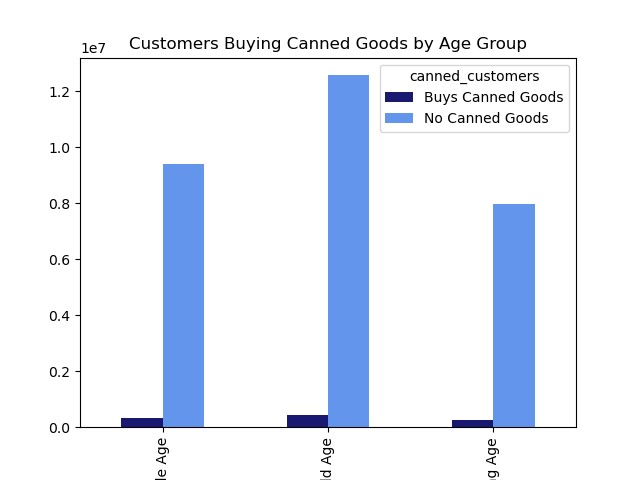 Customers Buying Canned Goods by Age Group
1e7
canned_customers
Buys Canned Goods
No Canned Goods
1.2
1.0
0.8
0.6
0.4
0.2
0.0
le Age
ld Age
ng Age